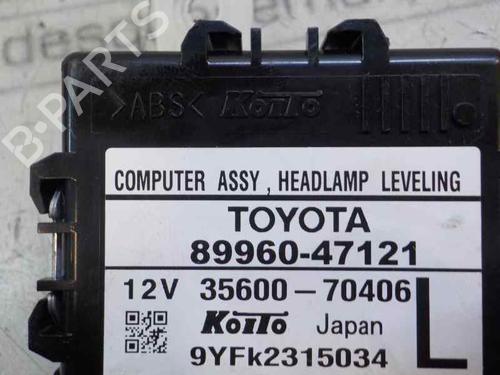 >ABS< KOITO
COMPUTER ASSY, HEADLAMP LEVELING
TOYOTA
89960-47121
12V 35600-70406 L
KOITO Japan
9YFk2315034
B-PARTS